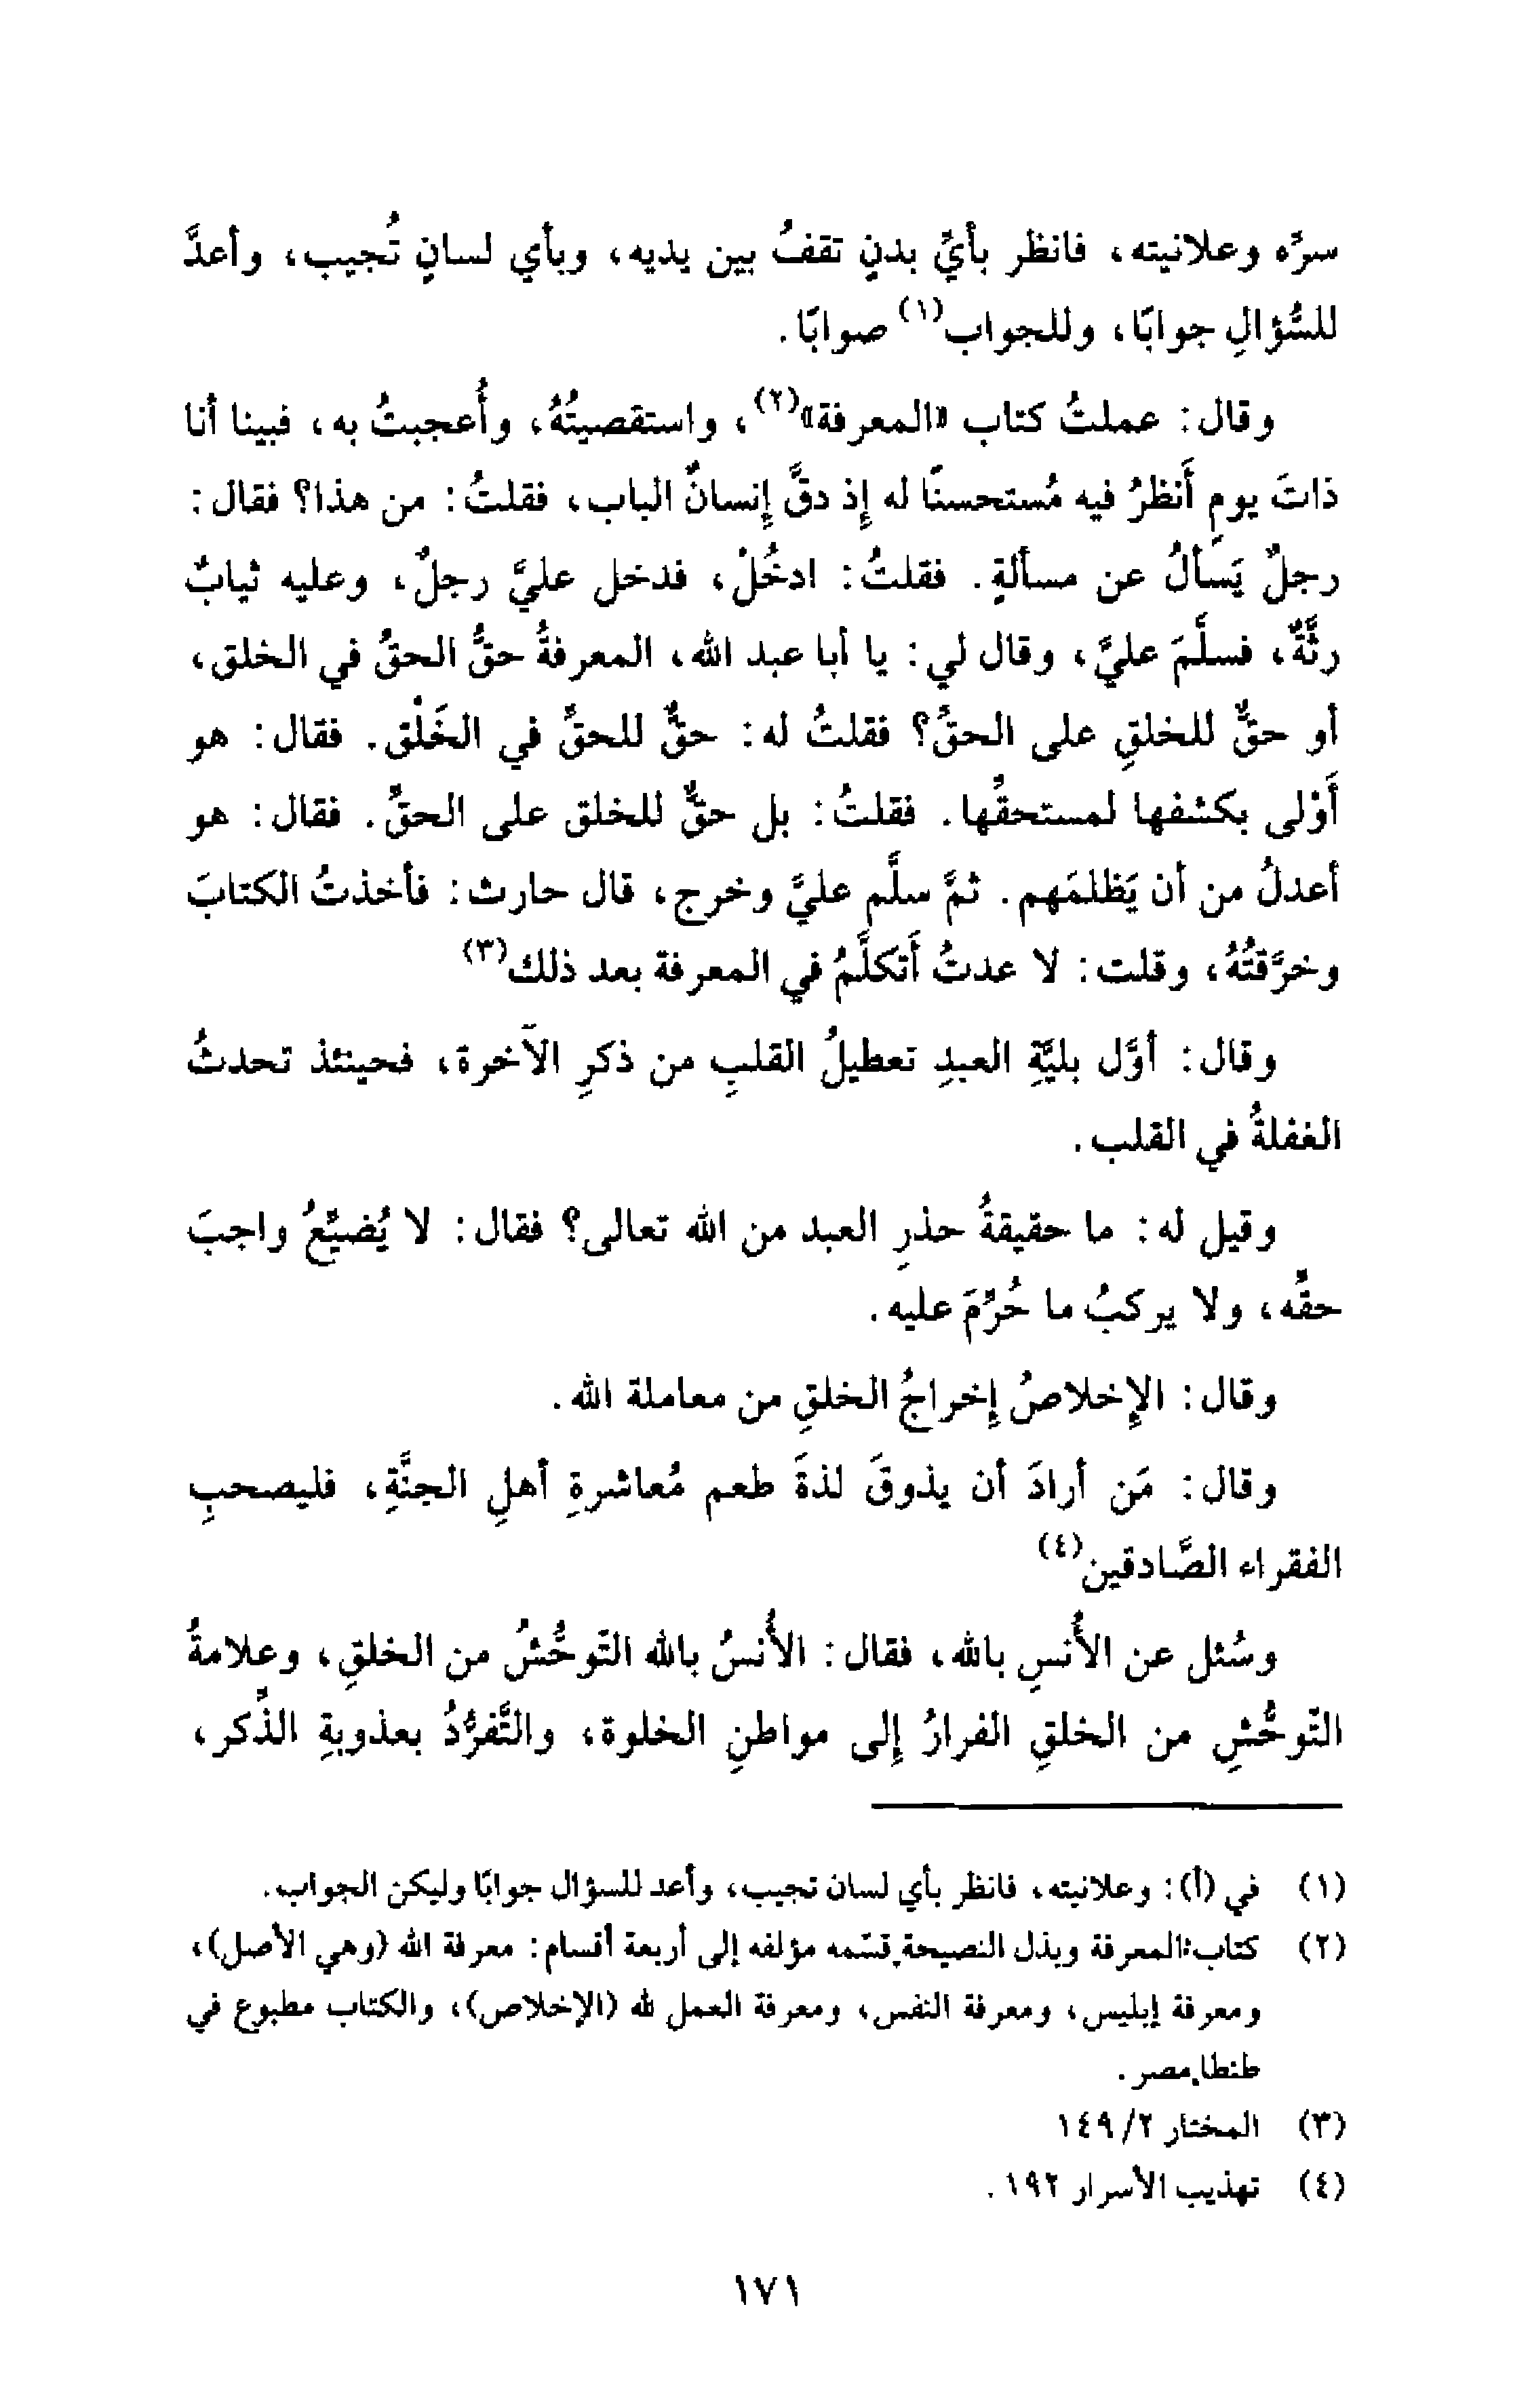 سرِّه وعلانيته، فانظر بأيِّ بدنٍ تقفُ بين يديه، وبأي لسانٍ تُجيب، وأعدَّ
للسُّؤالِ جوابًا، وللجواب(١) صوابًا.
وقال: عملتُ كتاب «المعرفة»(٢)، واستقصيتُهُ، وأُعجبتُ به، فبينا أنا
ذاتَ يومٍ أَنظرُ فيه مُستحسنًا له إذ دقَّ إنسانٌ الباب، فقلتُ: من هذا؟ فقال:
رجلٌ يَسألُ عن مسألةٍ. فقلتُ: ادخُلْ، فدخل عليَّ رجلٌ، وعليه ثيابٌ
رثَّةٌ، فسلَّمَ عليَّ، وقال لي: يا أبا عبد الله، المعرفةُ حقُّ الحقِّ في الخلق،
أو حقٌّ للخلقِ على الحقِّ؟ فقلتُ له: حقٌّ للحقِّ في الخَلْق. فقال: هو
أَوْلى بكشفها لمستحقِّها. فقلتُ: بل حقٌّ للخلق على الحقِّ. فقال: هو
أعدلُ من أن يَظلمَهم. ثمَّ سلَّم عليَّ وخرج، قال حارث: فأخذتُ الكتابَ
وخرَّقتُهُ، وقلت: لا عدتُ أَتكلَّمُ في المعرفة بعد ذلك(٣)
وقال: أوَّل بليَّةِ العبدِ تعطيلُ القلبِ من ذكرِ الآخرة، فحينئذ تحدثُ
الغفلةُ في القلب.
وقيل له: ما حقيقةُ حذرِ العبد من الله تعالى؟ فقال: لا يُضيِّعُ واجبَ
حقِّه، ولا يركبُ ما حُرِّمَ عليه.
وقال: الإخلاصُ إخراجُ الخلقِ من معاملة الله.
وقال: مَن أرادَ أن يذوقَ لذةَ طعم مُعاشرةِ أهلِ الجنَّةِ، فليصحبِ
الفقراء الصَّادقين(٤)
وسُئل عن الأُنسِ بالله، فقال: الأُنسُ بالله التّوحُّشُ من الخلقِ، وعلامةُ
التّوحُّشِ من الخلقِ الفرارُ إلى مواطنِ الخلوة، والتَّفرُّدُ بعذوبةِ الذِّكر،
(١) في (أ): وعلانيته، فانظر بأي لسان تجيب، وأعد للسؤال جوابًا وليكن الجواب.
(٢) كتاب:المعرفة وبذل النصيحة.قسّمه مؤلفه إلى أربعة أقسام: معرفة الله (وهي الأصل)،
ومعرفة إبليس، ومعرفة النفس، ومعرفة العمل لله (الإخلاص)، والكتاب مطبوع في
طنطا.مصر.
(٣) المختار ٢/١٤٩
(٤) تهذيب الأسرار ١٩٢.
١٧١